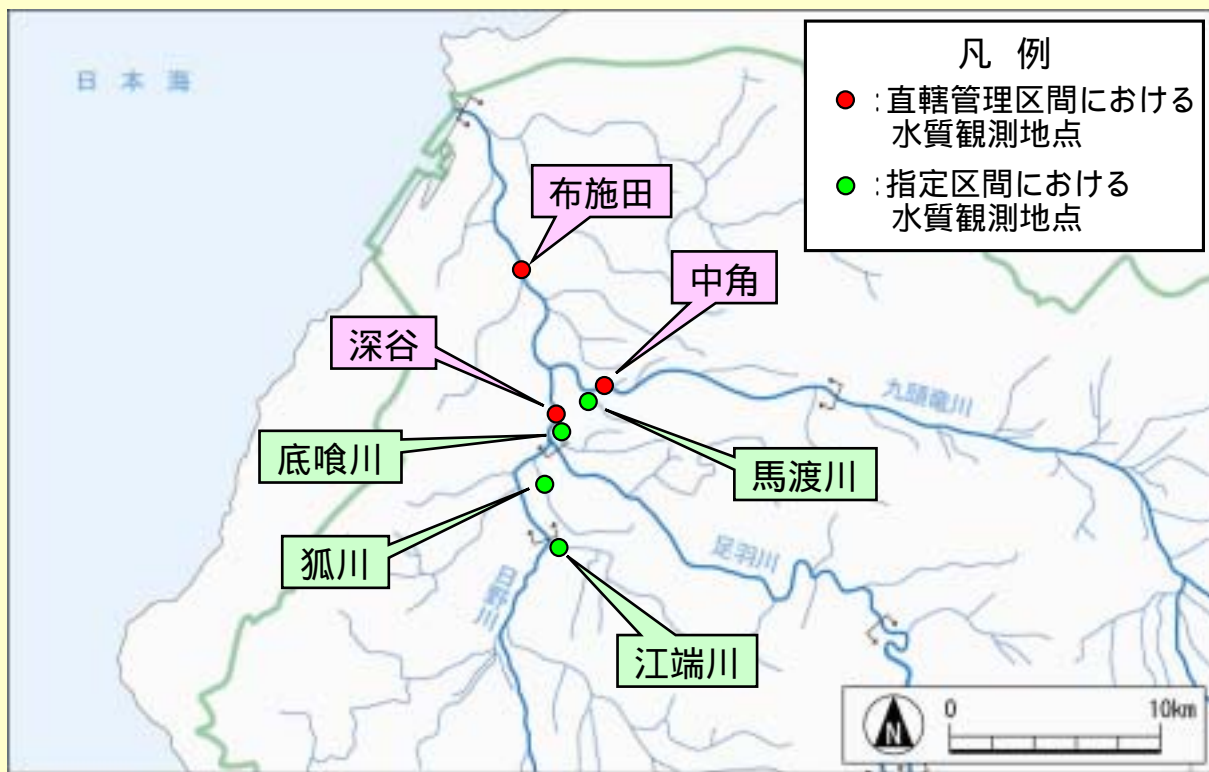 凡 例
：直轄管理区間における
水質観測地点
：指定区間における
水質観測地点
日 本 海
布施田
中角
深谷
九頭竜川
底喰川
馬渡川
狐川
足羽川
日野川
江端川
N
0
10km